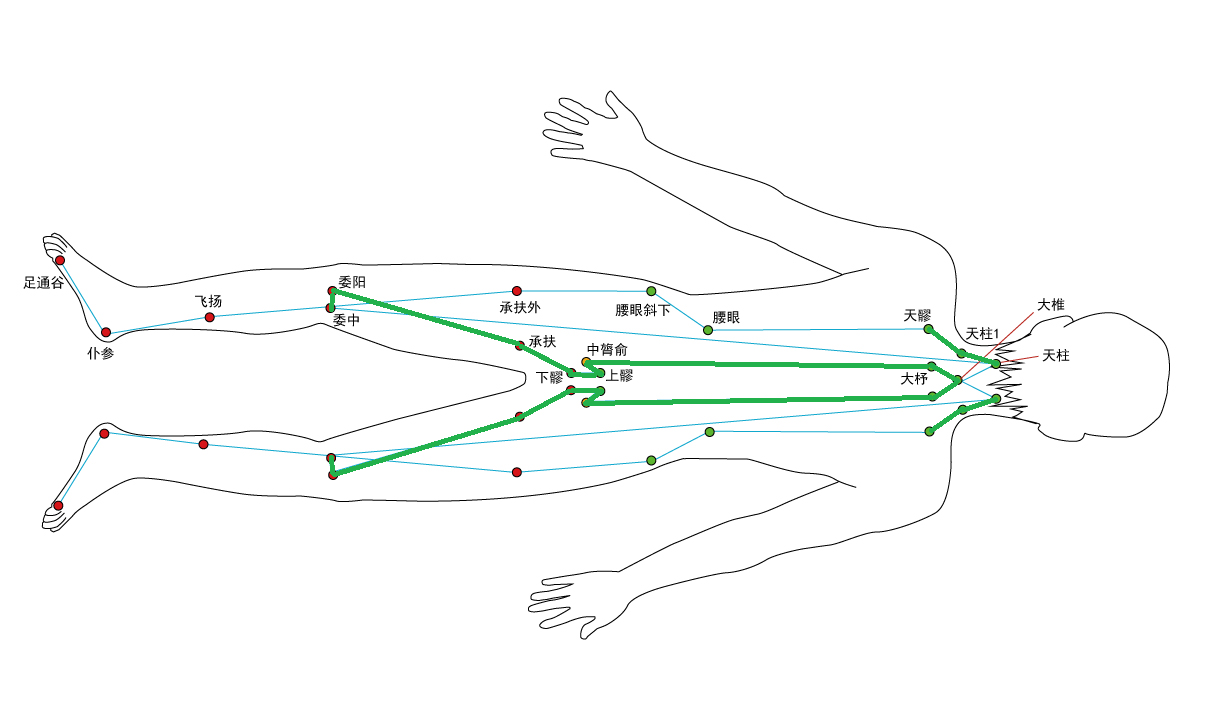 足通谷
仆参
飞扬
委阳
委中
承扶外
承扶
下髎
中膂俞
上髎
腰眼斜下
腰眼
天髎
大杼
天柱1
大椎
天柱